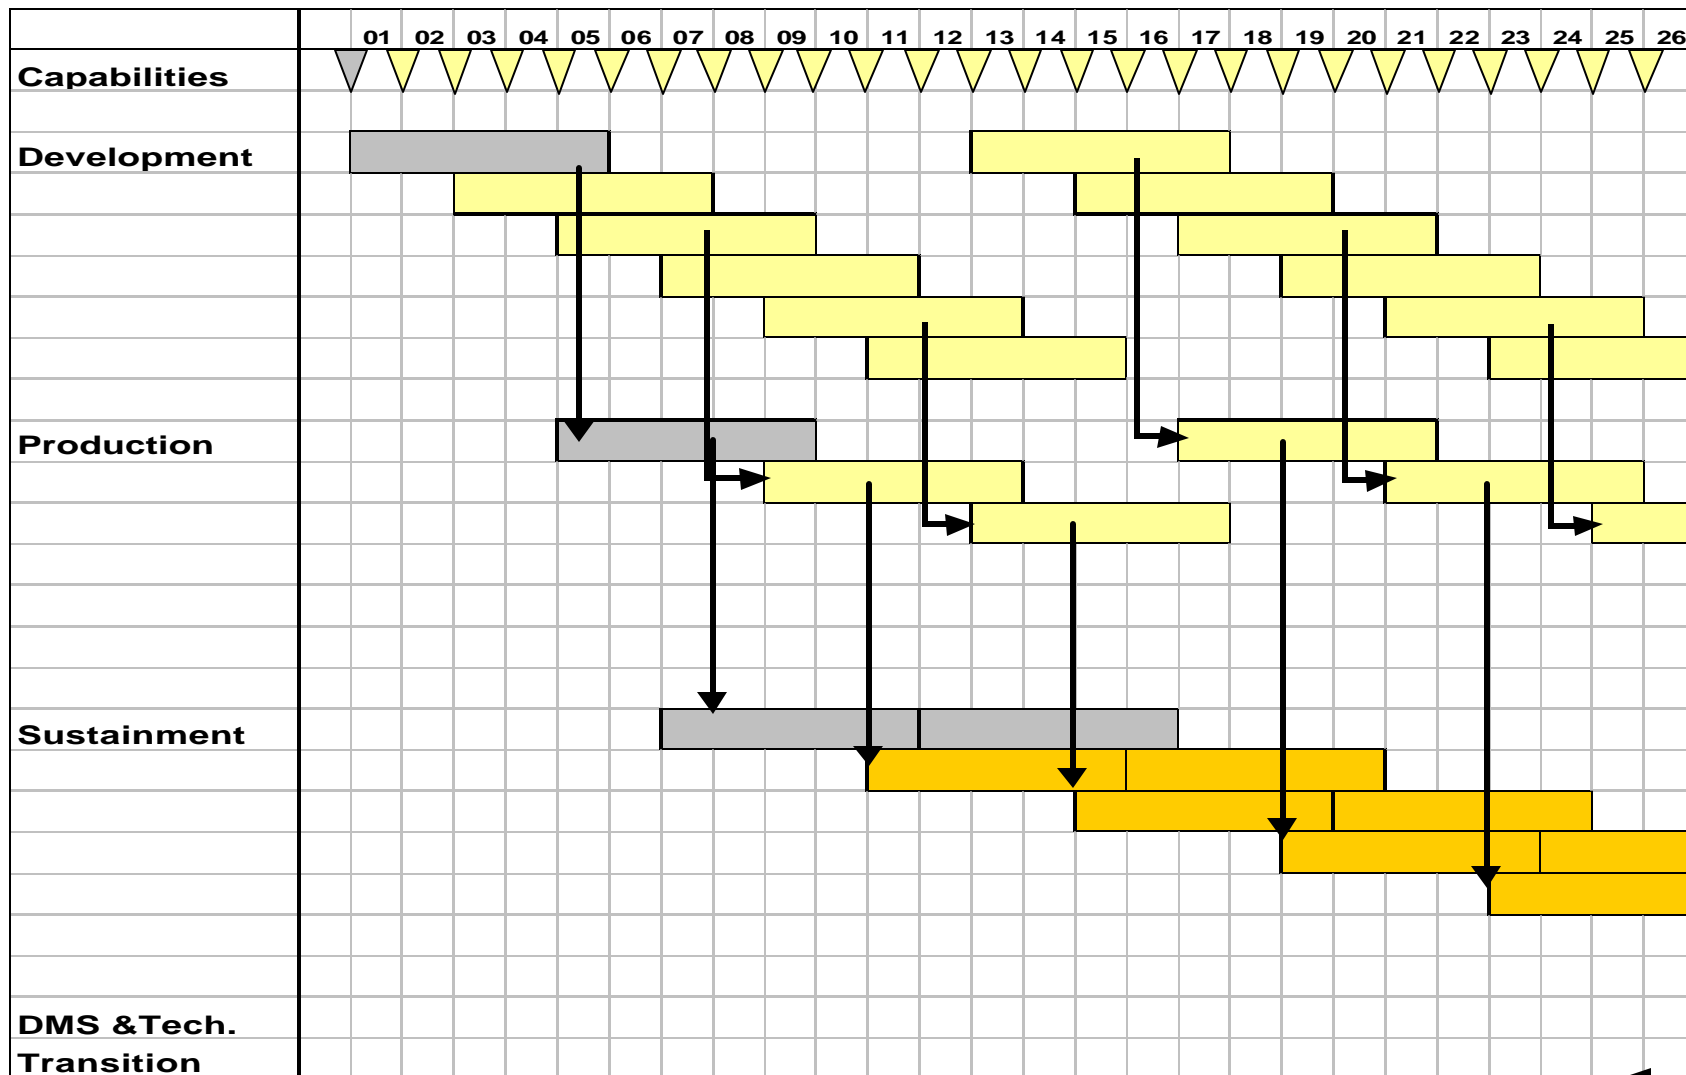 01 02 03 04 05 06 07 08 09 10 11 12 13 14 15 16 17 18 19 20 21 22 23 24 25 26
Capabilities
Development
Production
Sustainment
DMS &Tech.
Transition